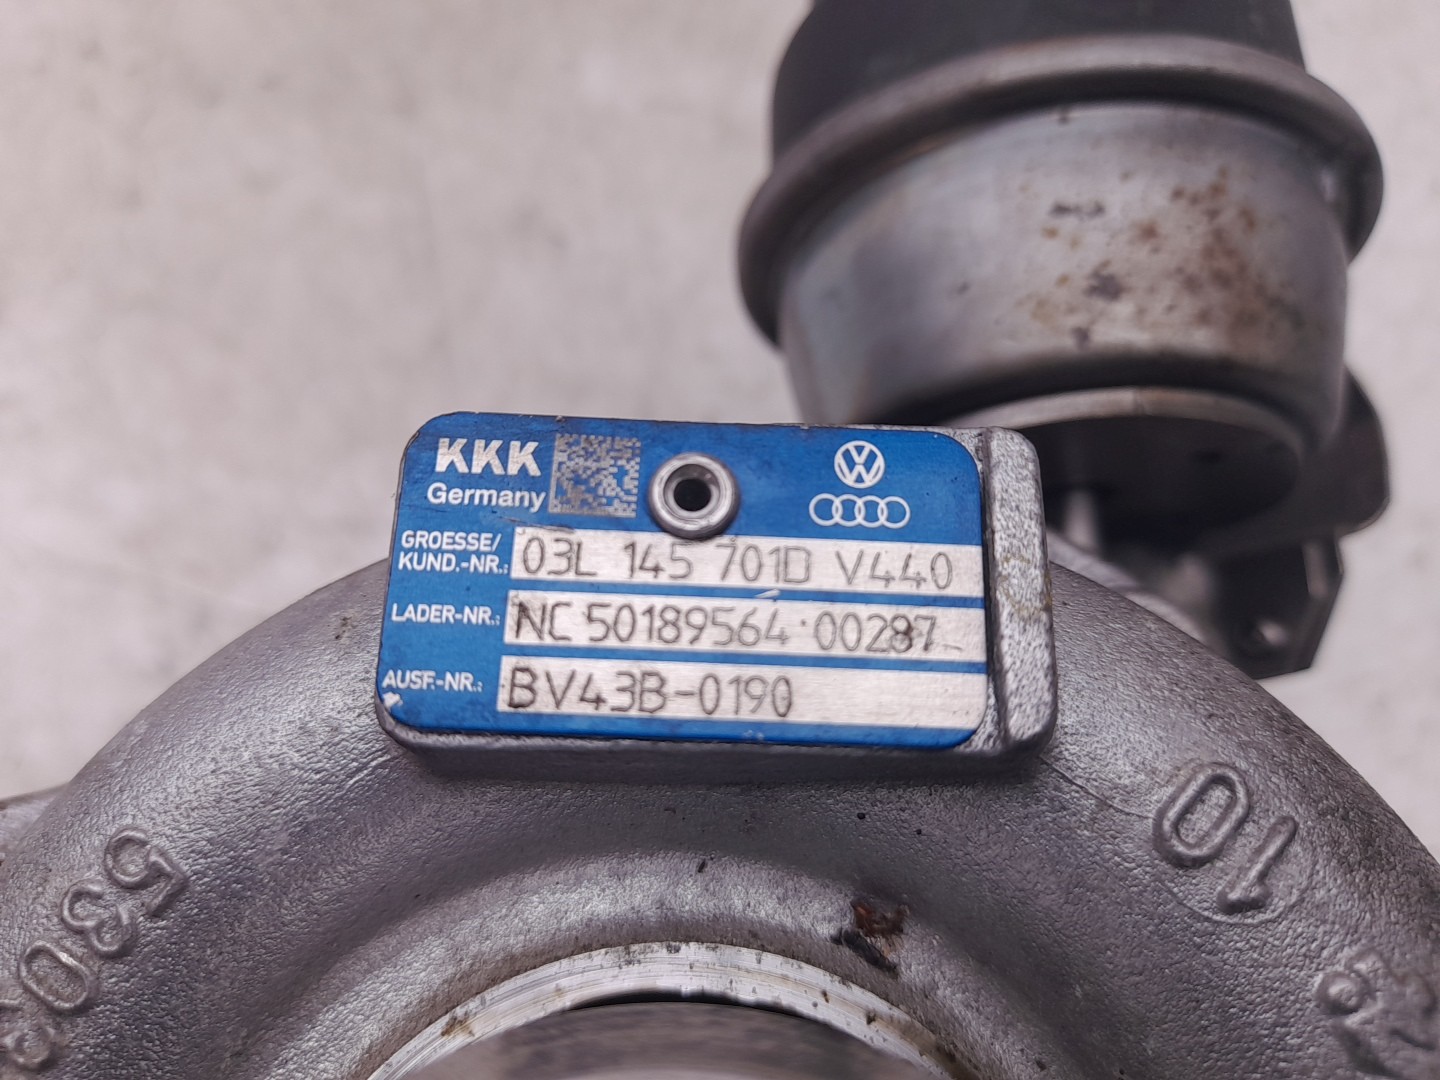 KKK
Germany
GROESSE/
KUND.-NR.:
03L 145 701D V440
LADER-NR.:
NC 50189564 00287
AUSF.-NR.:
BV43B-0190
10